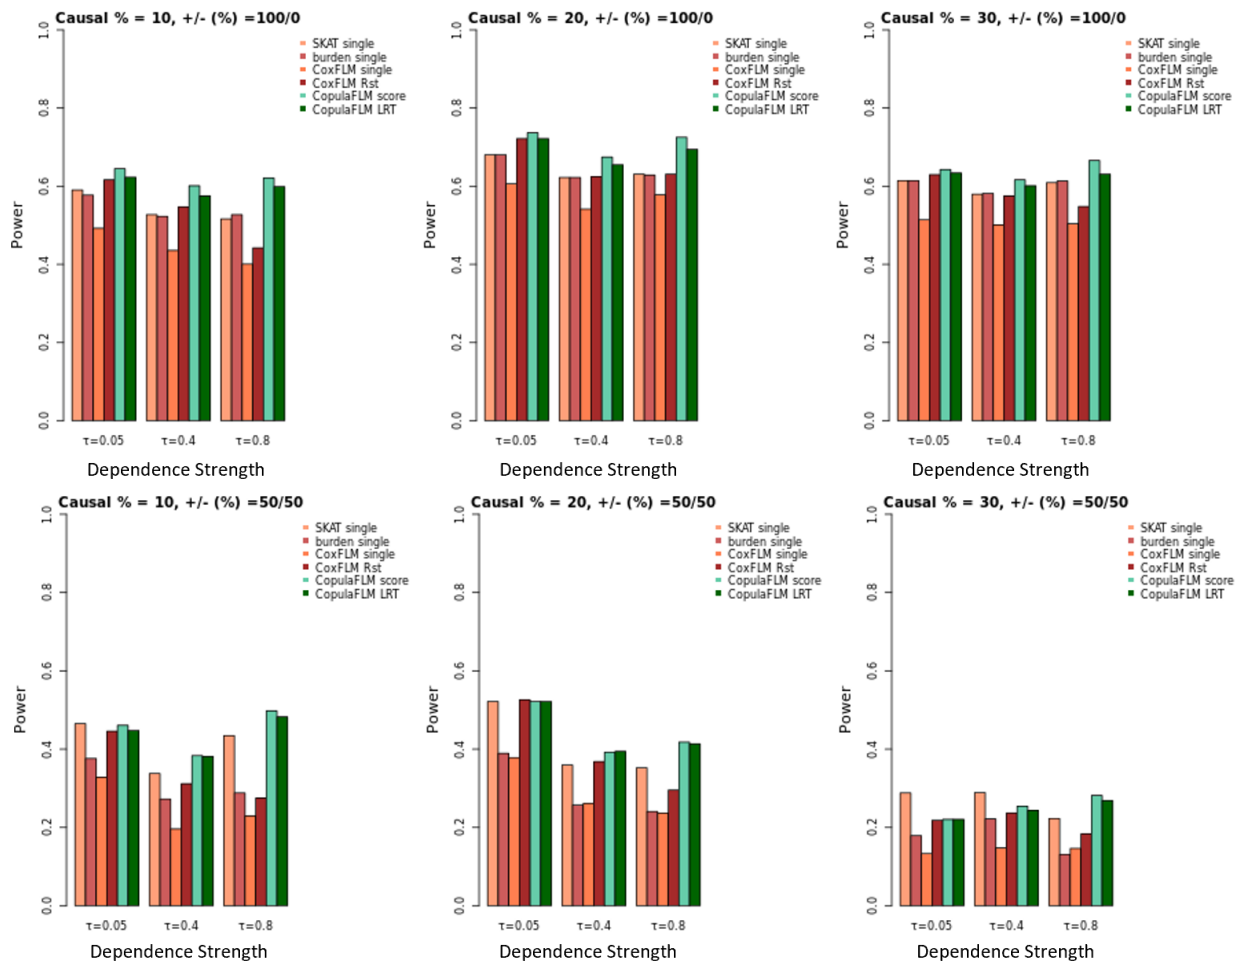 Causal % = 10, +/- (%) =100/0
SKAT single
burden single
CoxFLM single
CoxFLM Rst
CopulaFLM score
CopulaFLM LRT
1.0
0.8
0.6
0.4
0.2
0.0
Power
τ=0.05 τ=0.4 τ=0.8
Dependence Strength
Causal % = 20, +/- (%) =100/0
SKAT single
burden single
CoxFLM single
CoxFLM Rst
CopulaFLM score
CopulaFLM LRT
1.0
0.8
0.6
0.4
0.2
0.0
Power
τ=0.05 τ=0.4 τ=0.8
Dependence Strength
Causal % = 30, +/- (%) =100/0
SKAT single
burden single
CoxFLM single
CoxFLM Rst
CopulaFLM score
CopulaFLM LRT
1.0
0.8
0.6
0.4
0.2
0.0
Power
τ=0.05 τ=0.4 τ=0.8
Dependence Strength
Causal % = 10, +/- (%) =50/50
SKAT single
burden single
CoxFLM single
CoxFLM Rst
CopulaFLM score
CopulaFLM LRT
1.0
0.8
0.6
0.4
0.2
0.0
Power
τ=0.05 τ=0.4 τ=0.8
Dependence Strength
Causal % = 20, +/- (%) =50/50
SKAT single
burden single
CoxFLM single
CoxFLM Rst
CopulaFLM score
CopulaFLM LRT
1.0
0.8
0.6
0.4
0.2
0.0
Power
τ=0.05 τ=0.4 τ=0.8
Dependence Strength
Causal % = 30, +/- (%) =50/50
SKAT single
burden single
CoxFLM single
CoxFLM Rst
CopulaFLM score
CopulaFLM LRT
1.0
0.8
0.6
0.4
0.2
0.0
Power
τ=0.05 τ=0.4 τ=0.8
Dependence Strength